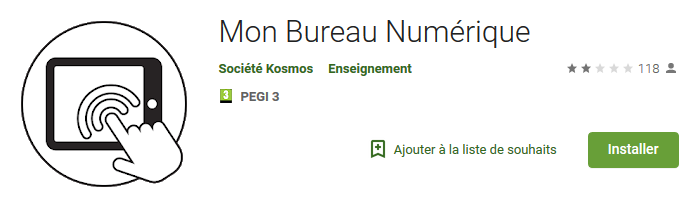 Mon Bureau Numérique
Société Kosmos Enseignement 118
3 PEGI 3
Ajouter à la liste de souhaits Installer